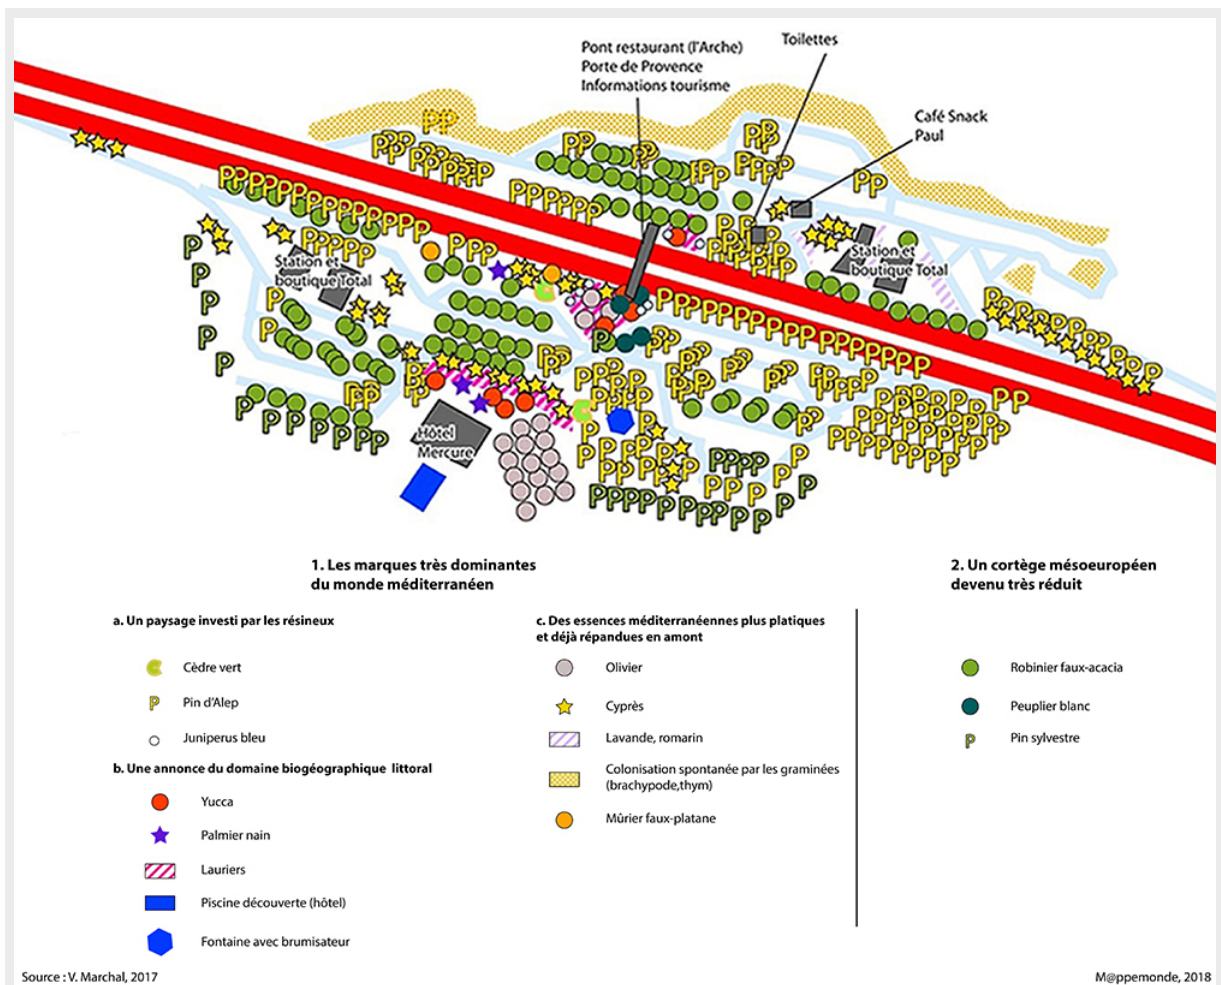 Pont restaurant (l'Arche)
Porte de Provence
Informations tourisme
Toilettes
Café Snack
Paul
Station et
boutique Total
Station et
boutique Total
Hôtel
Mercure
1. Les marques très dominantes
du monde méditerranéen
a. Un paysage investi par les résineux
Cèdre vert
Pin d'Alep
Juniperus bleu
b. Une annonce du domaine biogéographique littoral
Yucca
Palmier nain
Lauriers
Piscine découverte (hôtel)
Fontaine avec brumisateur
c. Des essences méditerranéennes plus platiques
et déjà répandues en amont
Olivier
Cyprès
Lavande, romarin
Colonisation spontanée par les graminées
(brachypode,thym)
Mûrier faux-platane
2. Un cortège mésoeuropéen
devenu très réduit
Robinier faux-acacia
Peuplier blanc
Pin sylvestre
Source : V. Marchal, 2017
M@ppemonde, 2018